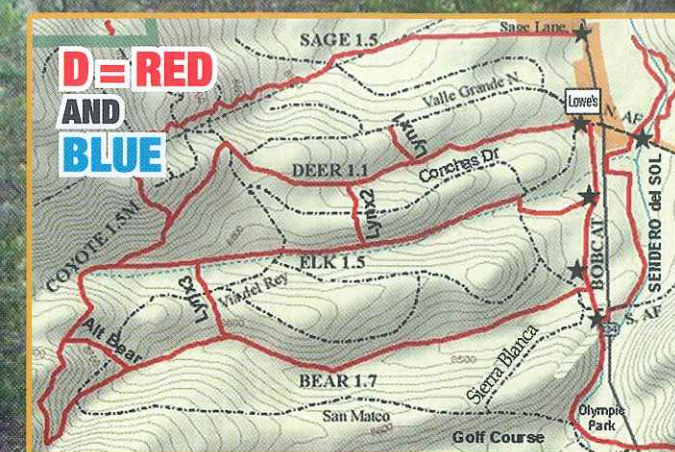 D = RED
AND
BLUE
SAGE 1.5
Sage Lane
Valle Grande N.
Lowe's
N. AF
Lynx1
DEER 1.1
Conchas Dr
Lynx2
COYOTE 1.5M
ELK 1.5
BOBCAT
SENDERO del SOL
Lynx3
Via del Rey
Alt Bear
S. AF
8500
BEAR 1.7
Sierra Blanca
San Mateo
8600
Olympic
Park
Golf Course